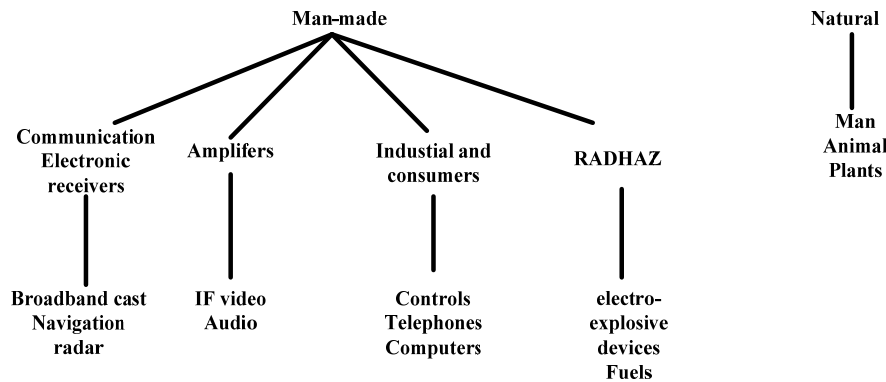 Man-made
Natural
Communication
Electronic
receivers
Amplifers
Industial and
consumers
RADHAZ
Man
Animal
Plants
Broadband cast
Navigation
radar
IF video
Audio
Controls
Telephones
Computers
electro-
explosive
devices
Fuels